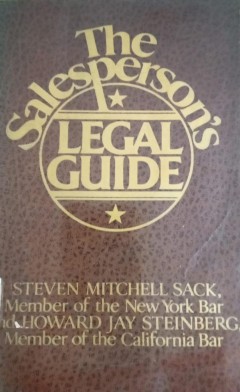 The
Salesperson's
LEGAL
GUIDE
STEVEN MITCHELL SACK,
Member of the New York Bar
nd HOWARD JAY STEINBERG,
Member of the California Bar